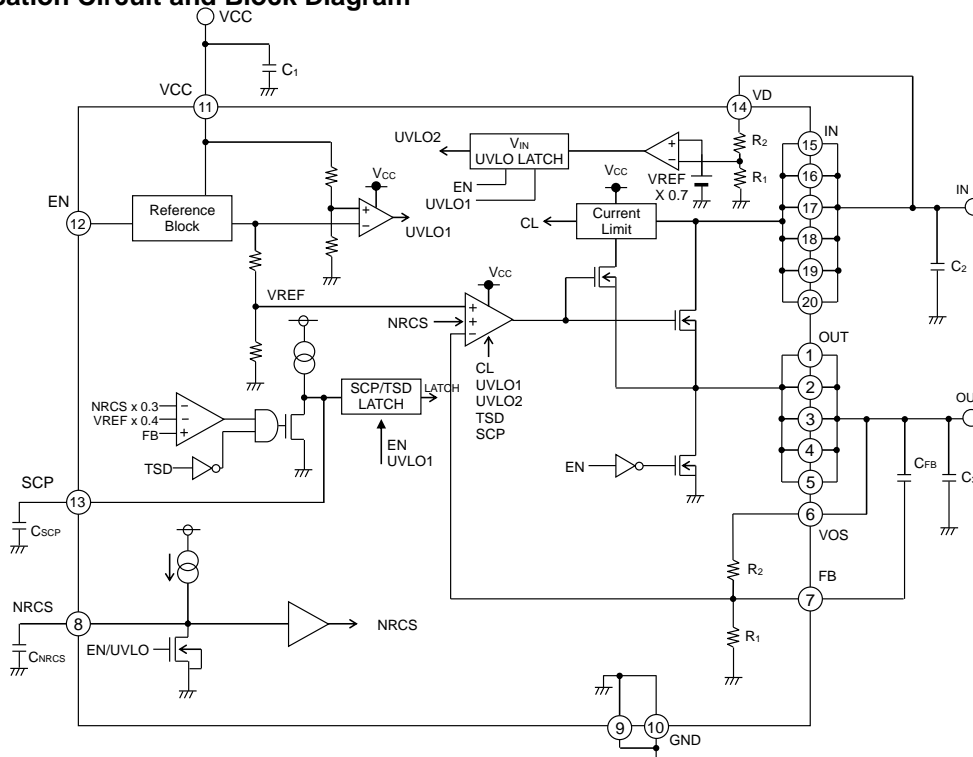 sation Circuit and Block Diagram
VCC
C1
VCC
11
VD
14
IN
15
16
17
18
19
20
IN
C2
R2
R1
VREF
X 0.7
+
−
VIN
UVLO LATCH
UVLO2
EN
UVLO1
EN
12
Reference
Block
VCC
+
−
UVLO1
VCC
Current
Limit
CL
VREF
NRCS
VCC
+
+
−
CL
UVLO1
UVLO2
TSD
SCP
OUT
1
2
3
4
5
OU
CFB
6
VOS
R2
FB
7
R1
SCP/TSD
LATCH
LATCH
EN
UVLO1
NRCS x 0.3
VREF x 0.4
FB
−
−
+
TSD
EN
SCP
13
CSCP
NRCS
8
CNRCS
EN/UVLO
NRCS
9
10
GND